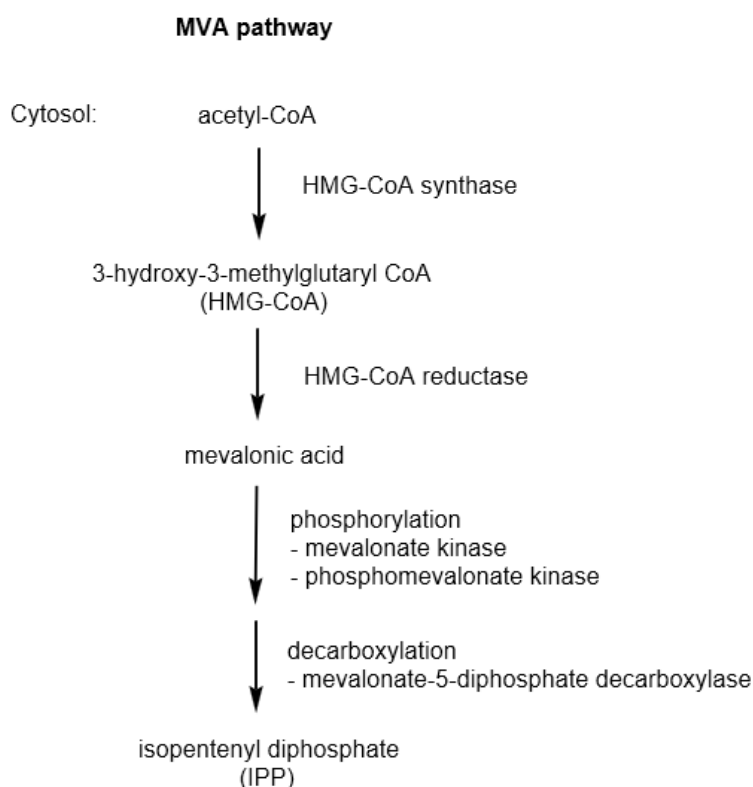 MVA pathway
Cytosol: acetyl-CoA
HMG-CoA synthase
3-hydroxy-3-methylglutaryl CoA
(HMG-CoA)
HMG-CoA reductase
mevalonic acid
phosphorylation
- mevalonate kinase
- phosphomevalonate kinase
decarboxylation
- mevalonate-5-diphosphate decarboxylase
isopentenyl diphosphate
(IPP)